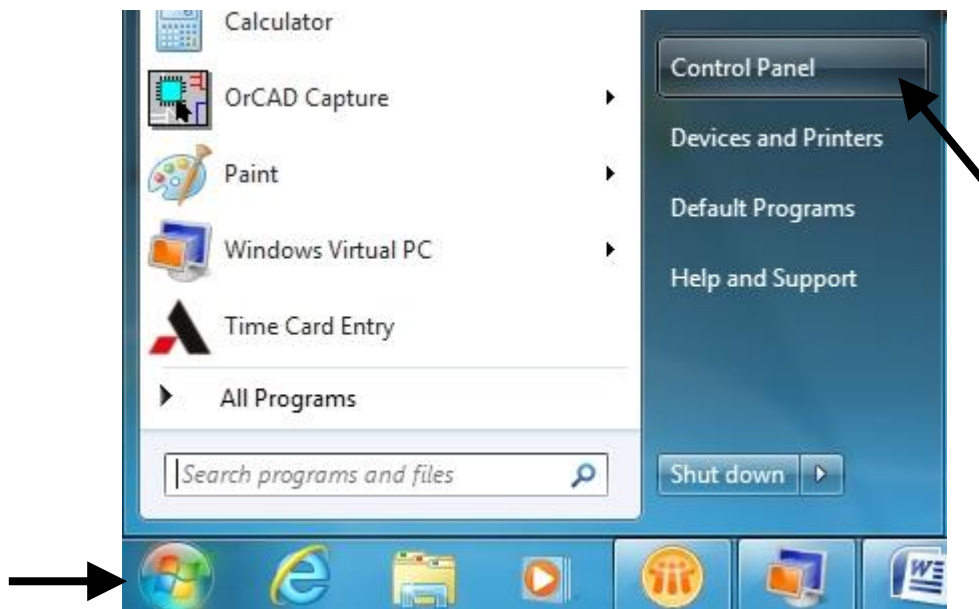 Calculator
OrCAD Capture
Paint
Windows Virtual PC
Time Card Entry
All Programs
Search programs and files
Control Panel
Devices and Printers
Default Programs
Help and Support
Shut down
W